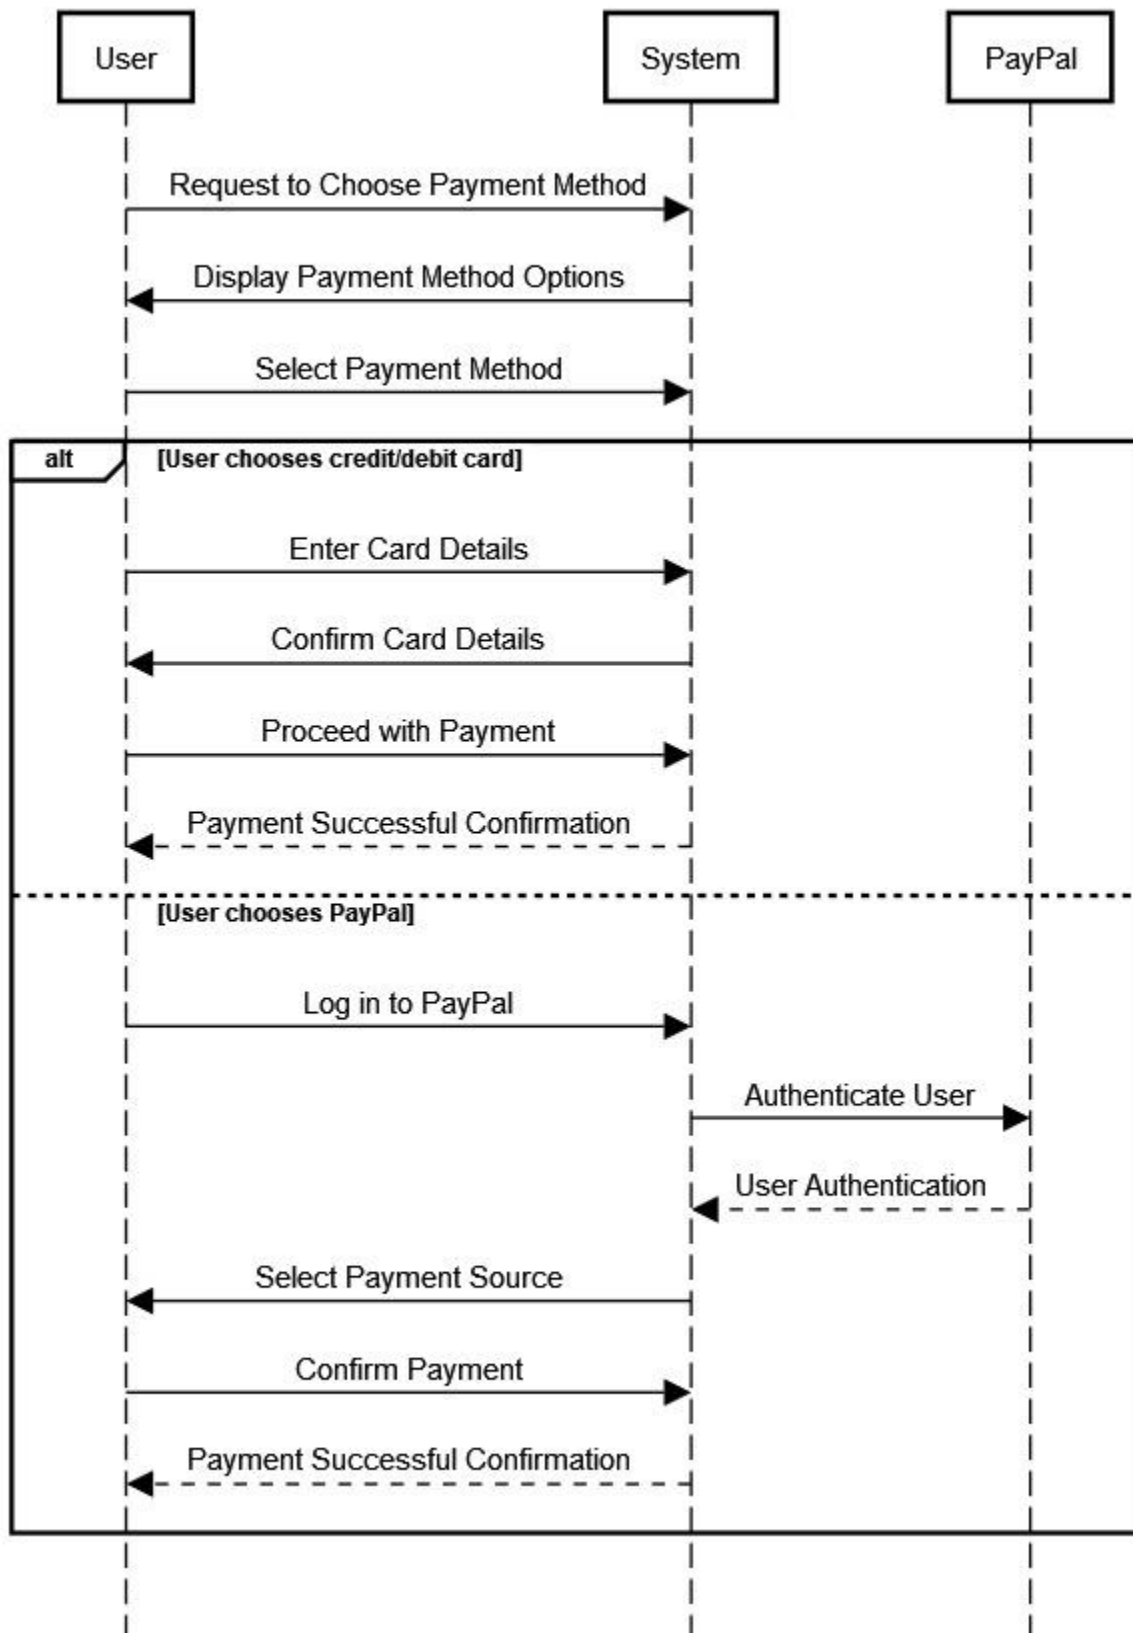 User
System
PayPal
Request to Choose Payment Method
Display Payment Method Options
Select Payment Method
alt
[User chooses credit/debit card]
Enter Card Details
Confirm Card Details
Proceed with Payment
Payment Successful Confirmation
[User chooses PayPal]
Log in to PayPal
Authenticate User
User Authentication
Select Payment Source
Confirm Payment
Payment Successful Confirmation